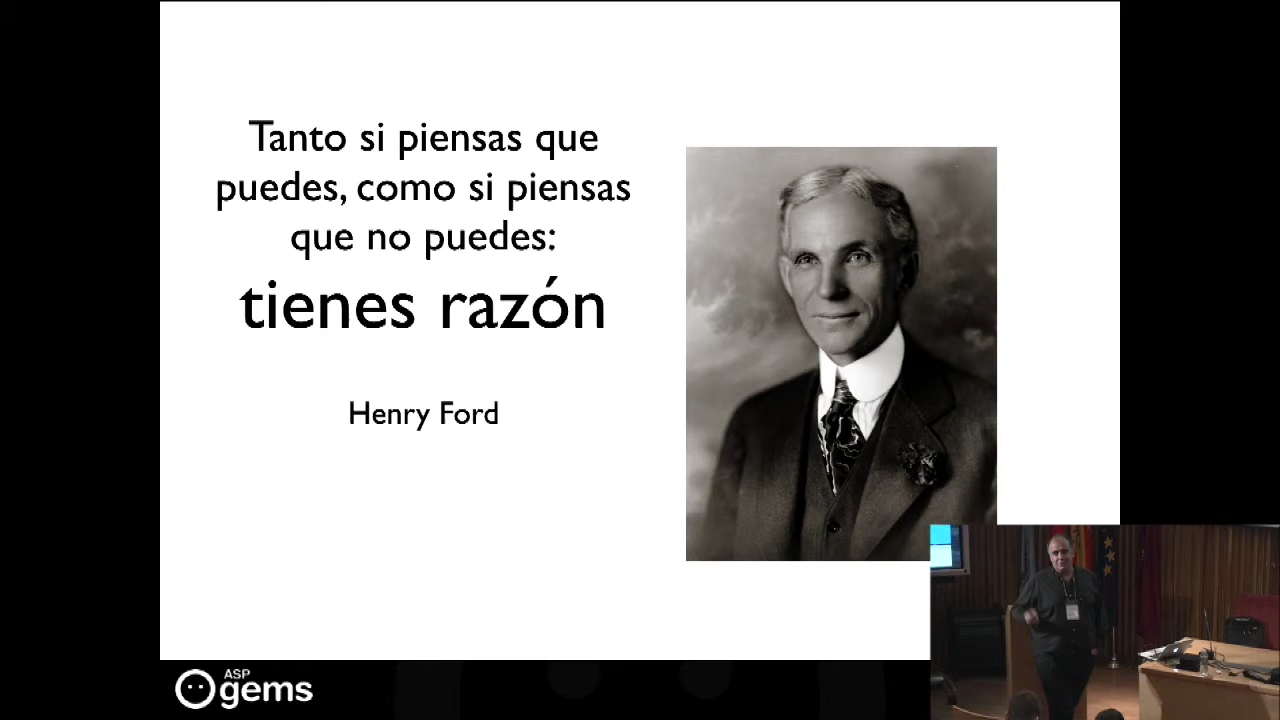 Tanto si piensas que
puedes, como si piensas
que no puedes:
tienes razón
Henry Ford
ASP
gems